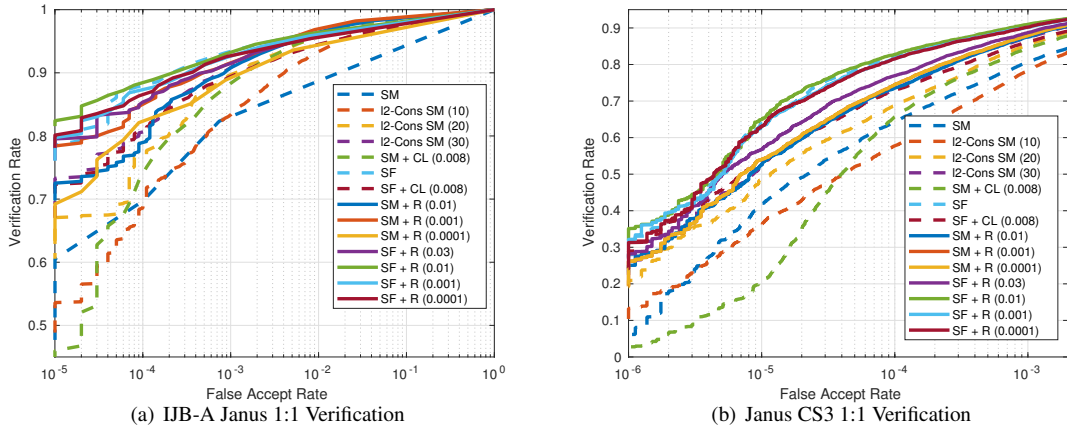 1
0.9
0.8
0.7
0.6
0.5
Verification Rate
SM
l2-Cons SM (10)
l2-Cons SM (20)
l2-Cons SM (30)
SM + CL (0.008)
SF
SF + CL (0.008)
SM + R (0.01)
SM + R (0.001)
SM + R (0.0001)
SF + R (0.03)
SF + R (0.01)
SF + R (0.001)
SF + R (0.0001)
10^-5 10^-4 10^-3 10^-2 10^-1 10^0
False Accept Rate
(a) IJB-A Janus 1:1 Verification
0.9
0.8
0.7
0.6
0.5
0.4
0.3
0.2
0.1
0
Verification Rate
SM
l2-Cons SM (10)
l2-Cons SM (20)
l2-Cons SM (30)
SM + CL (0.008)
SF
SF + CL (0.008)
SM + R (0.01)
SM + R (0.001)
SM + R (0.0001)
SF + R (0.03)
SF + R (0.01)
SF + R (0.001)
SF + R (0.0001)
10^-6 10^-5 10^-4 10^-3
False Accept Rate
(b) Janus CS3 1:1 Verification